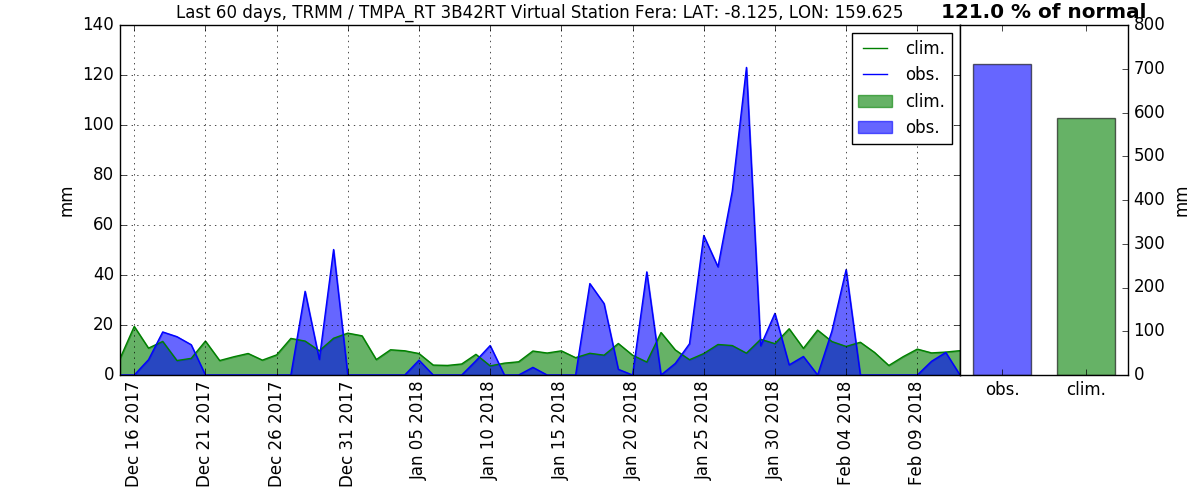 Last 60 days, TRMM / TMPA_RT 3B42RT Virtual Station Fera: LAT: -8.125, LON: 159.625
121.0 % of normal
mm
140
120
100
80
60
40
20
0
clim.
obs.
clim.
obs.
Dec 16 2017
Dec 21 2017
Dec 26 2017
Dec 31 2017
Jan 05 2018
Jan 10 2018
Jan 15 2018
Jan 20 2018
Jan 25 2018
Jan 30 2018
Feb 04 2018
Feb 09 2018
800
700
600
500
400
300
200
100
0
mm
obs.
clim.